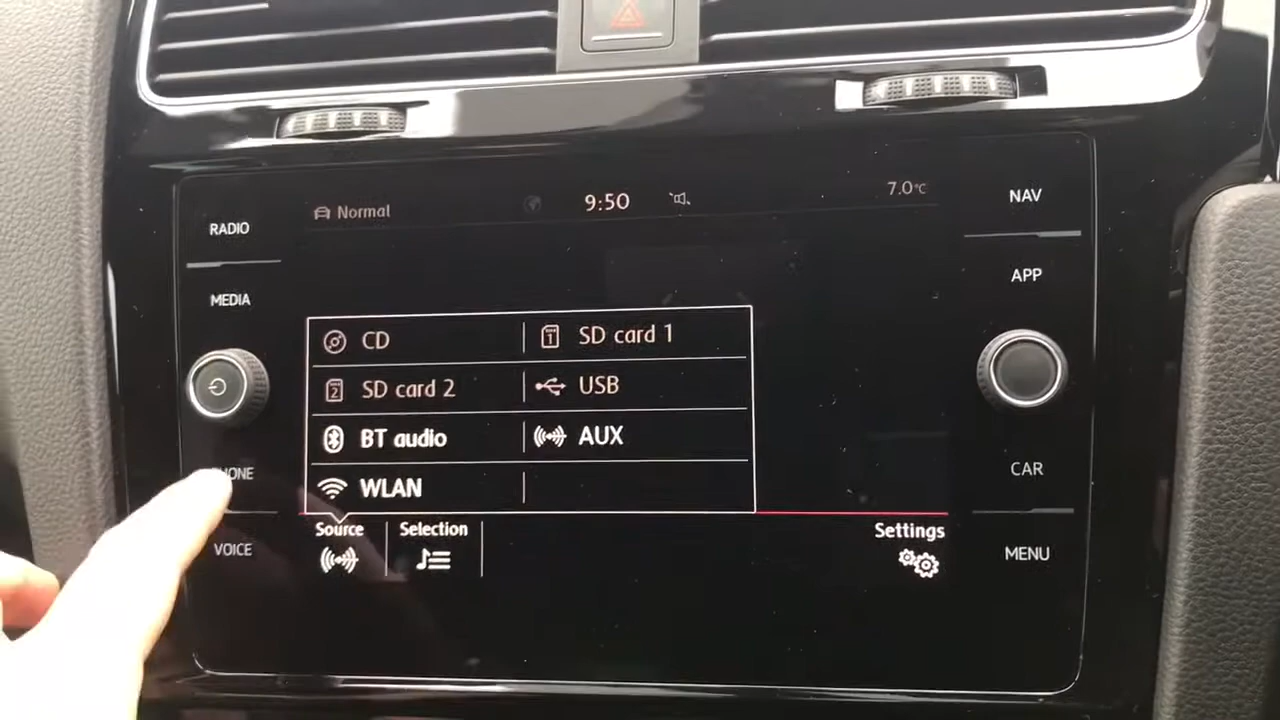 Normal
9:50
7.0°C
NAV
RADIO
APP
MEDIA
CD
SD card 1
SD card 2
USB
BT audio
AUX
WLAN
PHONE
CAR
Source
Selection
Settings
VOICE
MENU